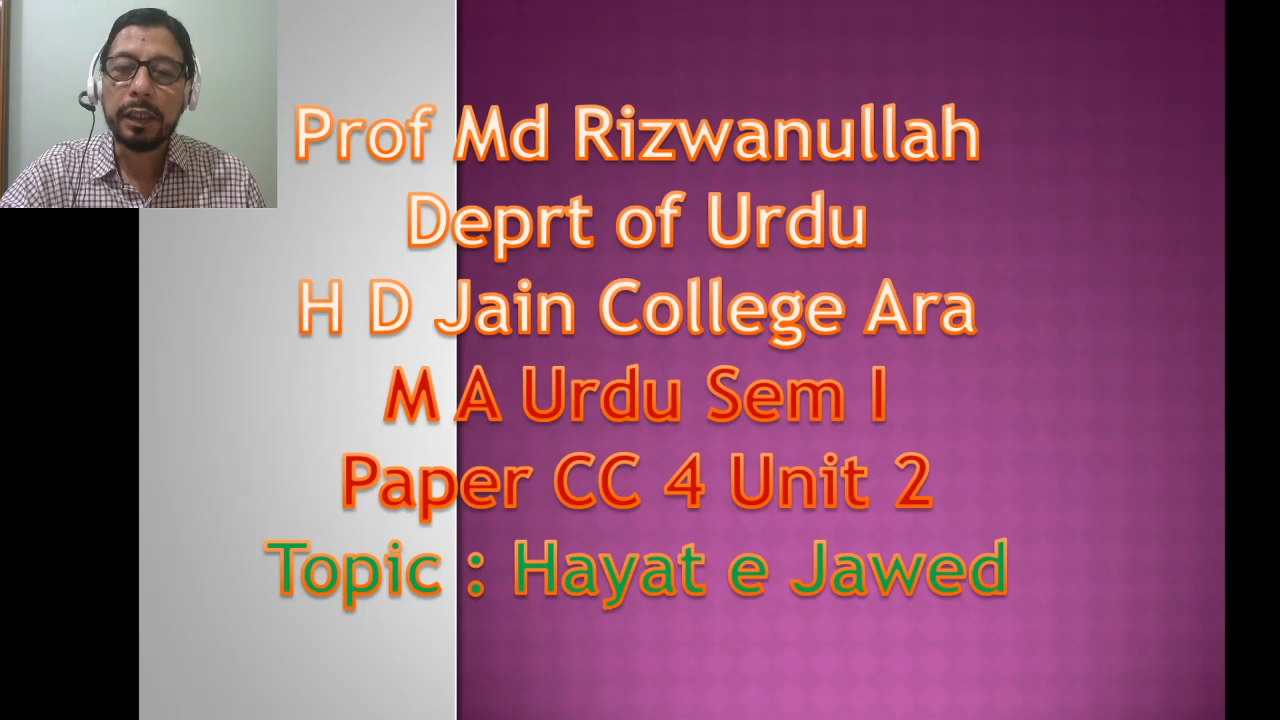 Prof Md Rizwanullah
Deprt of Urdu
H D Jain College Ara
M A Urdu Sem I
Paper CC 4 Unit 2
Topic : Hayat e Jawed